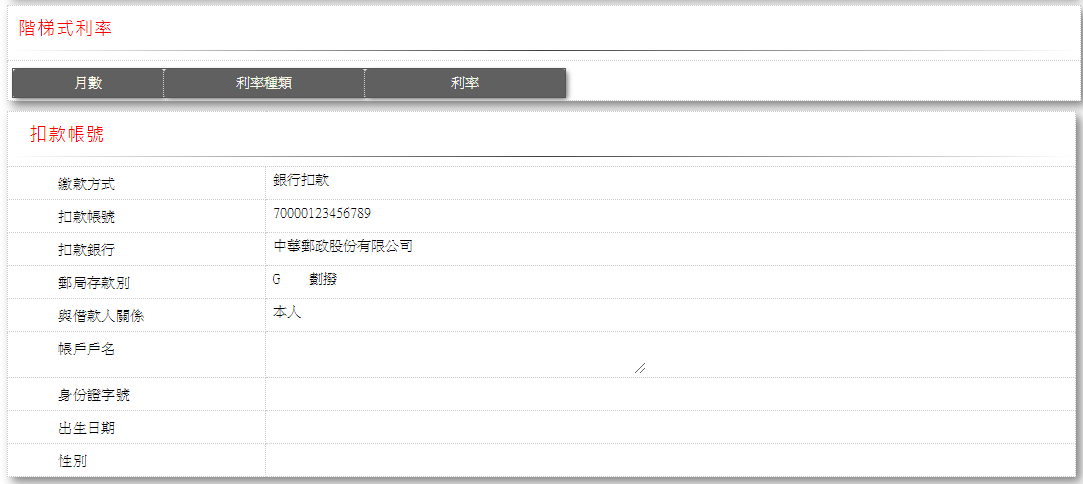 階梯式利率
月數 利率種類 利率
扣款帳號
繳款方式 銀行扣款
扣款帳號 70000123456789
扣款銀行 中華郵政股份有限公司
郵局存款別 G 劃撥
與借款人關係 本人
帳戶戶名
身份證字號
出生日期
性別